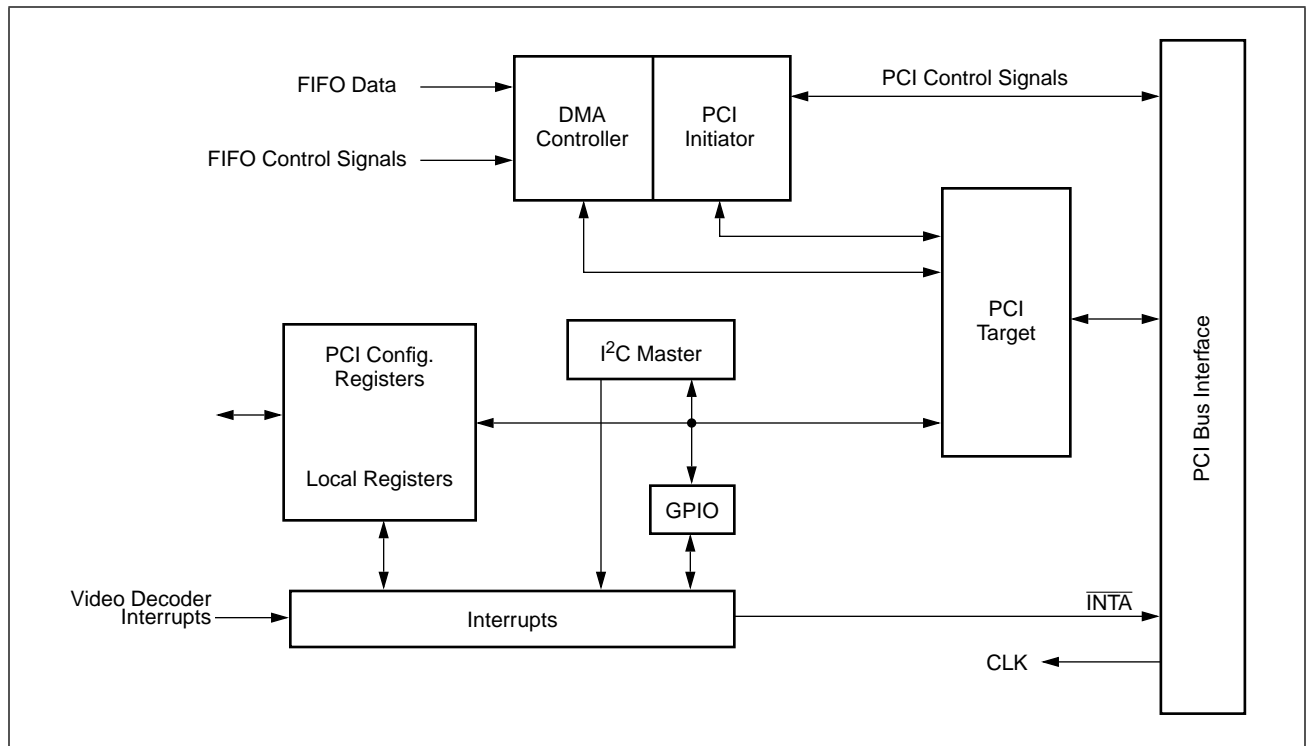 FIFO Data
FIFO Control Signals
DMA
Controller
PCI
Initiator
PCI Control Signals
PCI
Target
PCI Bus Interface
I²C Master
PCI Config.
Registers
Local Registers
GPIO
Video Decoder
Interrupts
Interrupts
INTA
CLK